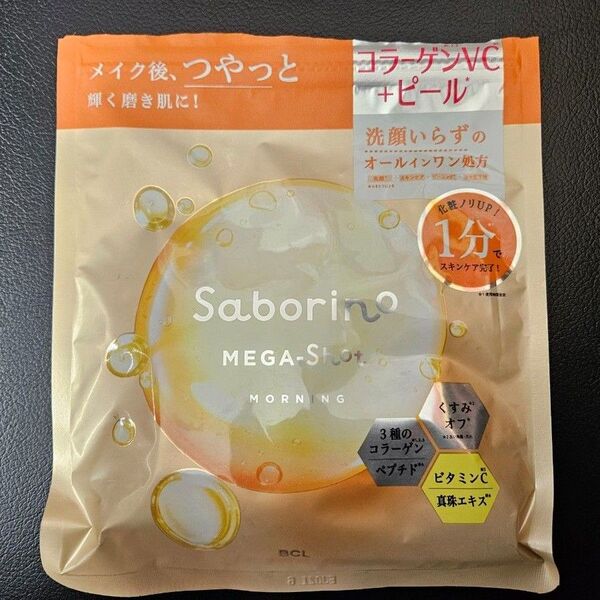 メイク後、つやっと
輝く磨き肌に!
コラーゲンVC
+ピール*
洗顔いらずの
オールインワン処方
化粧ノリUP!
1分で
スキンケア完了!
Saborino
MEGA-Shot
MORNING
くすみ
オフ
3種の
コラーゲン
ペプチド
ビタミンC
真珠エキス
BCL